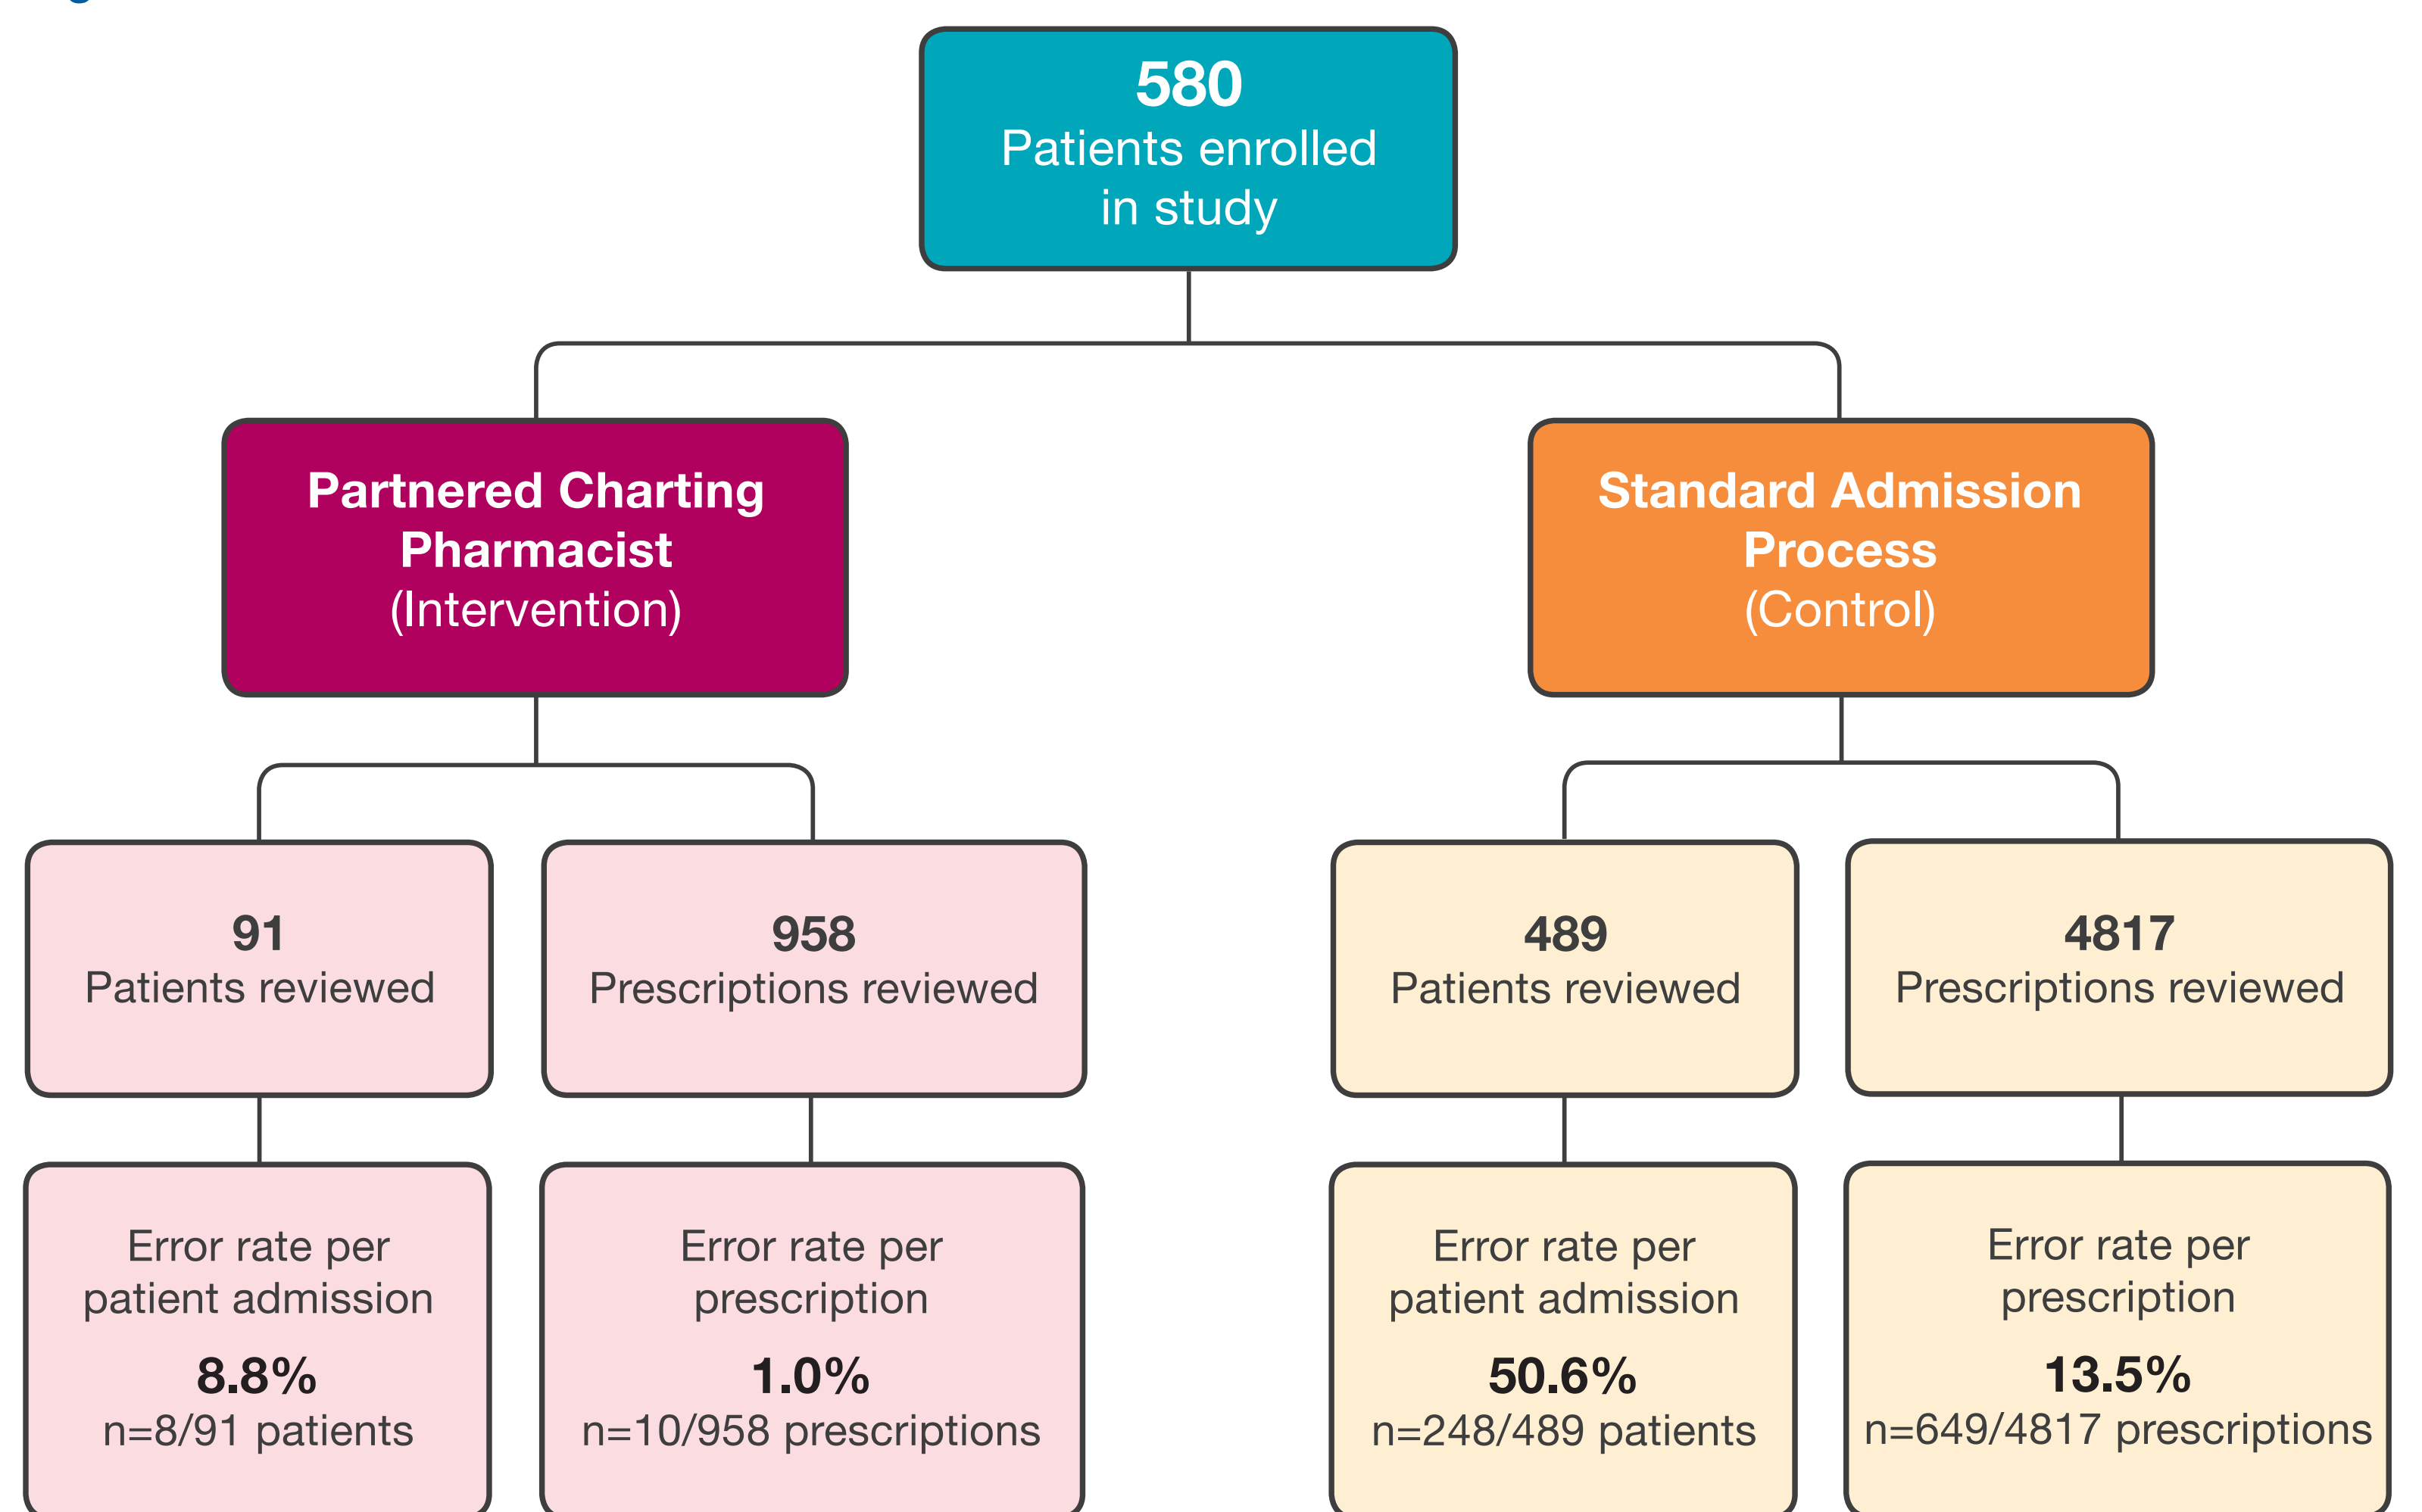 580
Patients enrolled
in study
Partnered Charting
Pharmacist
(Intervention)
Standard Admission
Process
(Control)
91
Patients reviewed
958
Prescriptions reviewed
489
Patients reviewed
4817
Prescriptions reviewed
Error rate per
patient admission
8.8%
n=8/91 patients
Error rate per
prescription
1.0%
n=10/958 prescriptions
Error rate per
patient admission
50.6%
n=248/489 patients
Error rate per
prescription
13.5%
n=649/4817 prescriptions